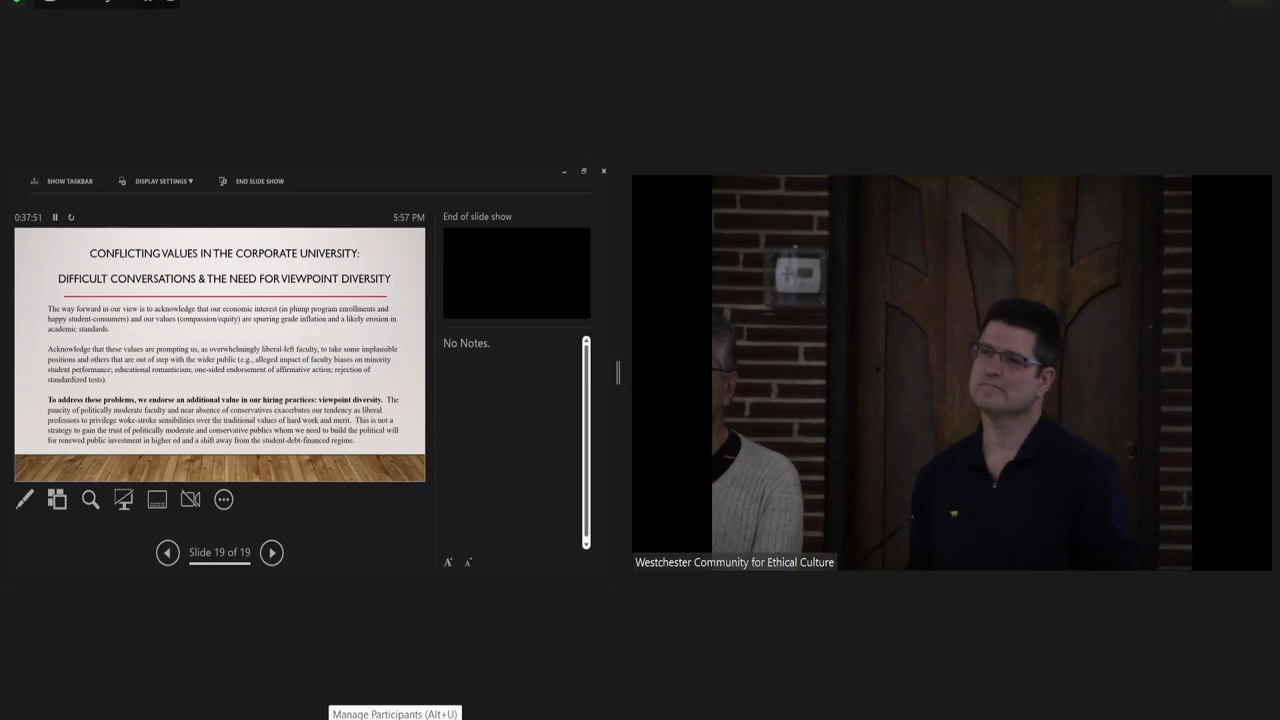 SHOW TASKBAR
DISPLAY SETTINGS ▼
END SLIDE SHOW
0:37:51
5:57 PM
CONFLICTING VALUES IN THE CORPORATE UNIVERSITY:
DIFFICULT CONVERSATIONS & THE NEED FOR VIEWPOINT DIVERSITY
The way forward in our view is to acknowledge that our economic interest (in plump program enrollments and
happy student-consumers) and our values (compassion/equity) are spurring grade inflation and a likely erosion in
academic standards.
Acknowledge that these values are prompting us, as overwhelmingly liberal-left faculty, to take some implausible
positions and others that are out of step with the wider public (e.g., alleged impact of faculty biases on minority
student performance; educational romanticism; one-sided endorsement of affirmative action; rejection of
standardized tests).
To address these problems, we endorse an additional value in our hiring practices: viewpoint diversity. The
paucity of politically moderate faculty and near absence of conservatives exacerbates our tendency as liberal
professors to privilege woke-stroke sensibilities over the traditional values of hard work and merit. This is not a
strategy to gain the trust of politically moderate and conservative publics whom we need to build the political will
for renewed public investment in higher ed and a shift away from the student-debt-financed regime.
Slide 19 of 19
End of slide show
No Notes.
A A
Westchester Community for Ethical Culture
Manage Participants (Alt+U)